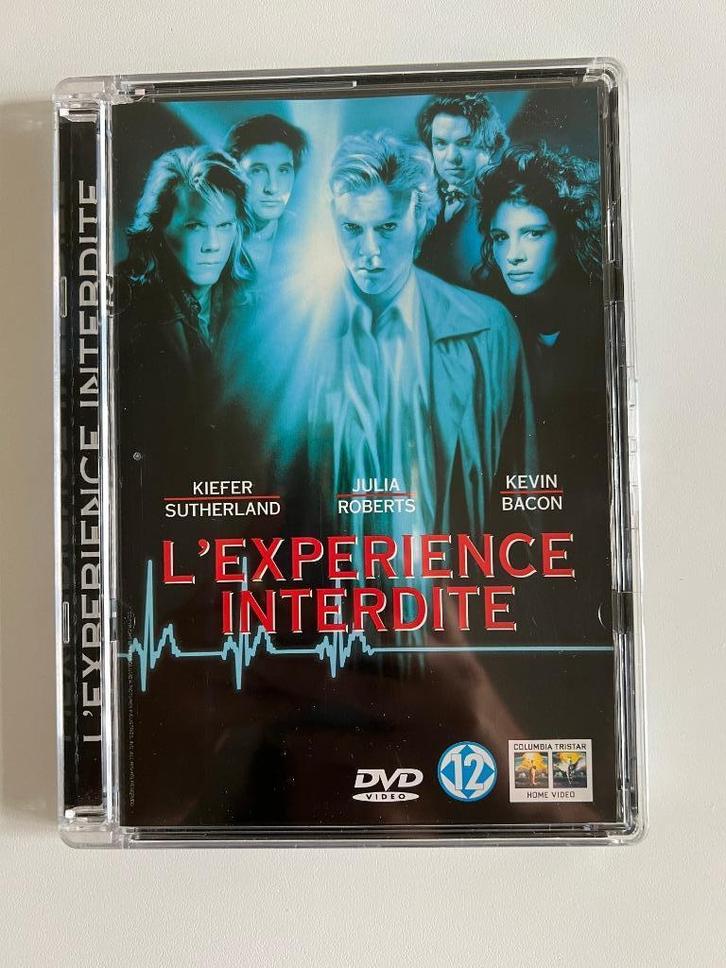 L'EXPERIENCE INTERDITE
KIEFER
SUTHERLAND
JULIA
ROBERTS
KEVIN
BACON
L'EXPERIENCE
INTERDITE
DVD
VIDEO
12
COLUMBIA TRISTAR
HOME VIDEO